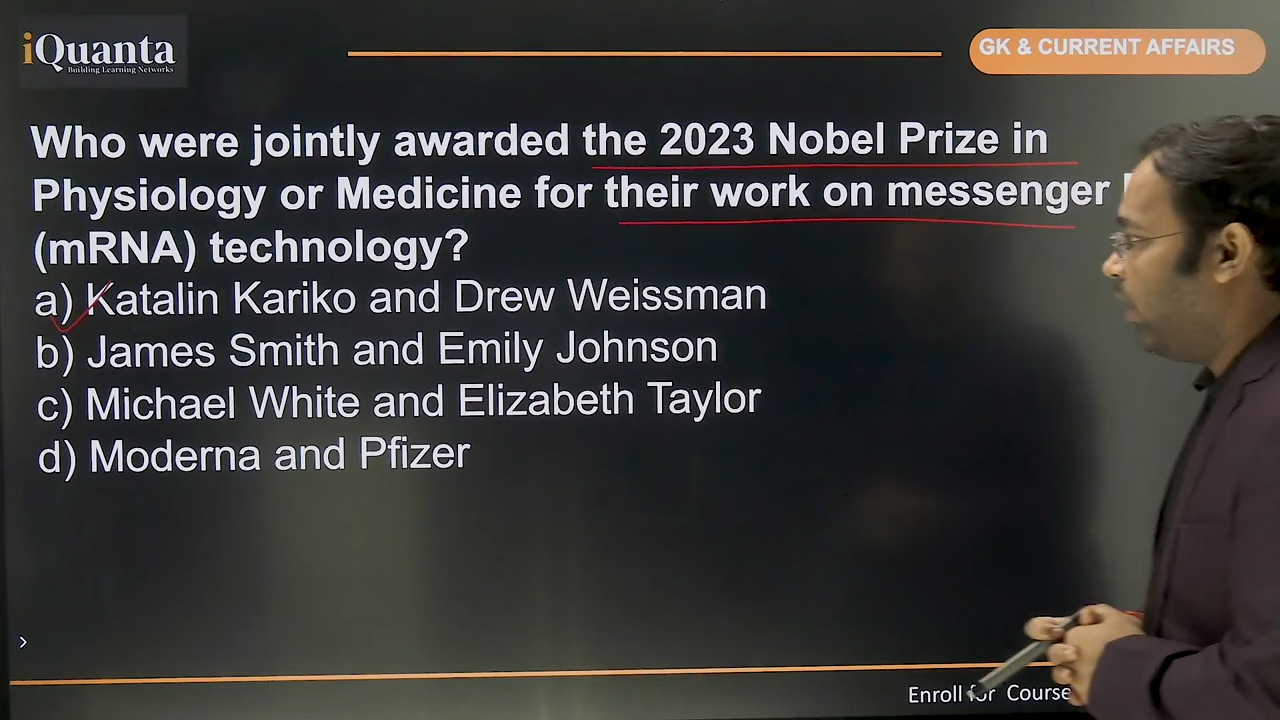 iQuanta
Building Learning Networks
GK & CURRENT AFFAIRS
Who were jointly awarded the 2023 Nobel Prize in
Physiology or Medicine for their work on messenger
(mRNA) technology?
a) Katalin Kariko and Drew Weissman
b) James Smith and Emily Johnson
c) Michael White and Elizabeth Taylor
d) Moderna and Pfizer
Enroll for Course